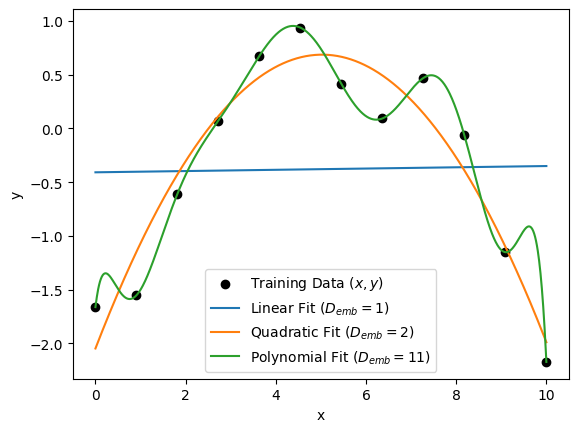 1.0
0.5
0.0
−0.5
−1.0
−1.5
−2.0
y
Training Data (x, y)
Linear Fit (D_emb = 1)
Quadratic Fit (D_emb = 2)
Polynomial Fit (D_emb = 11)
0 2 4 6 8 10
x